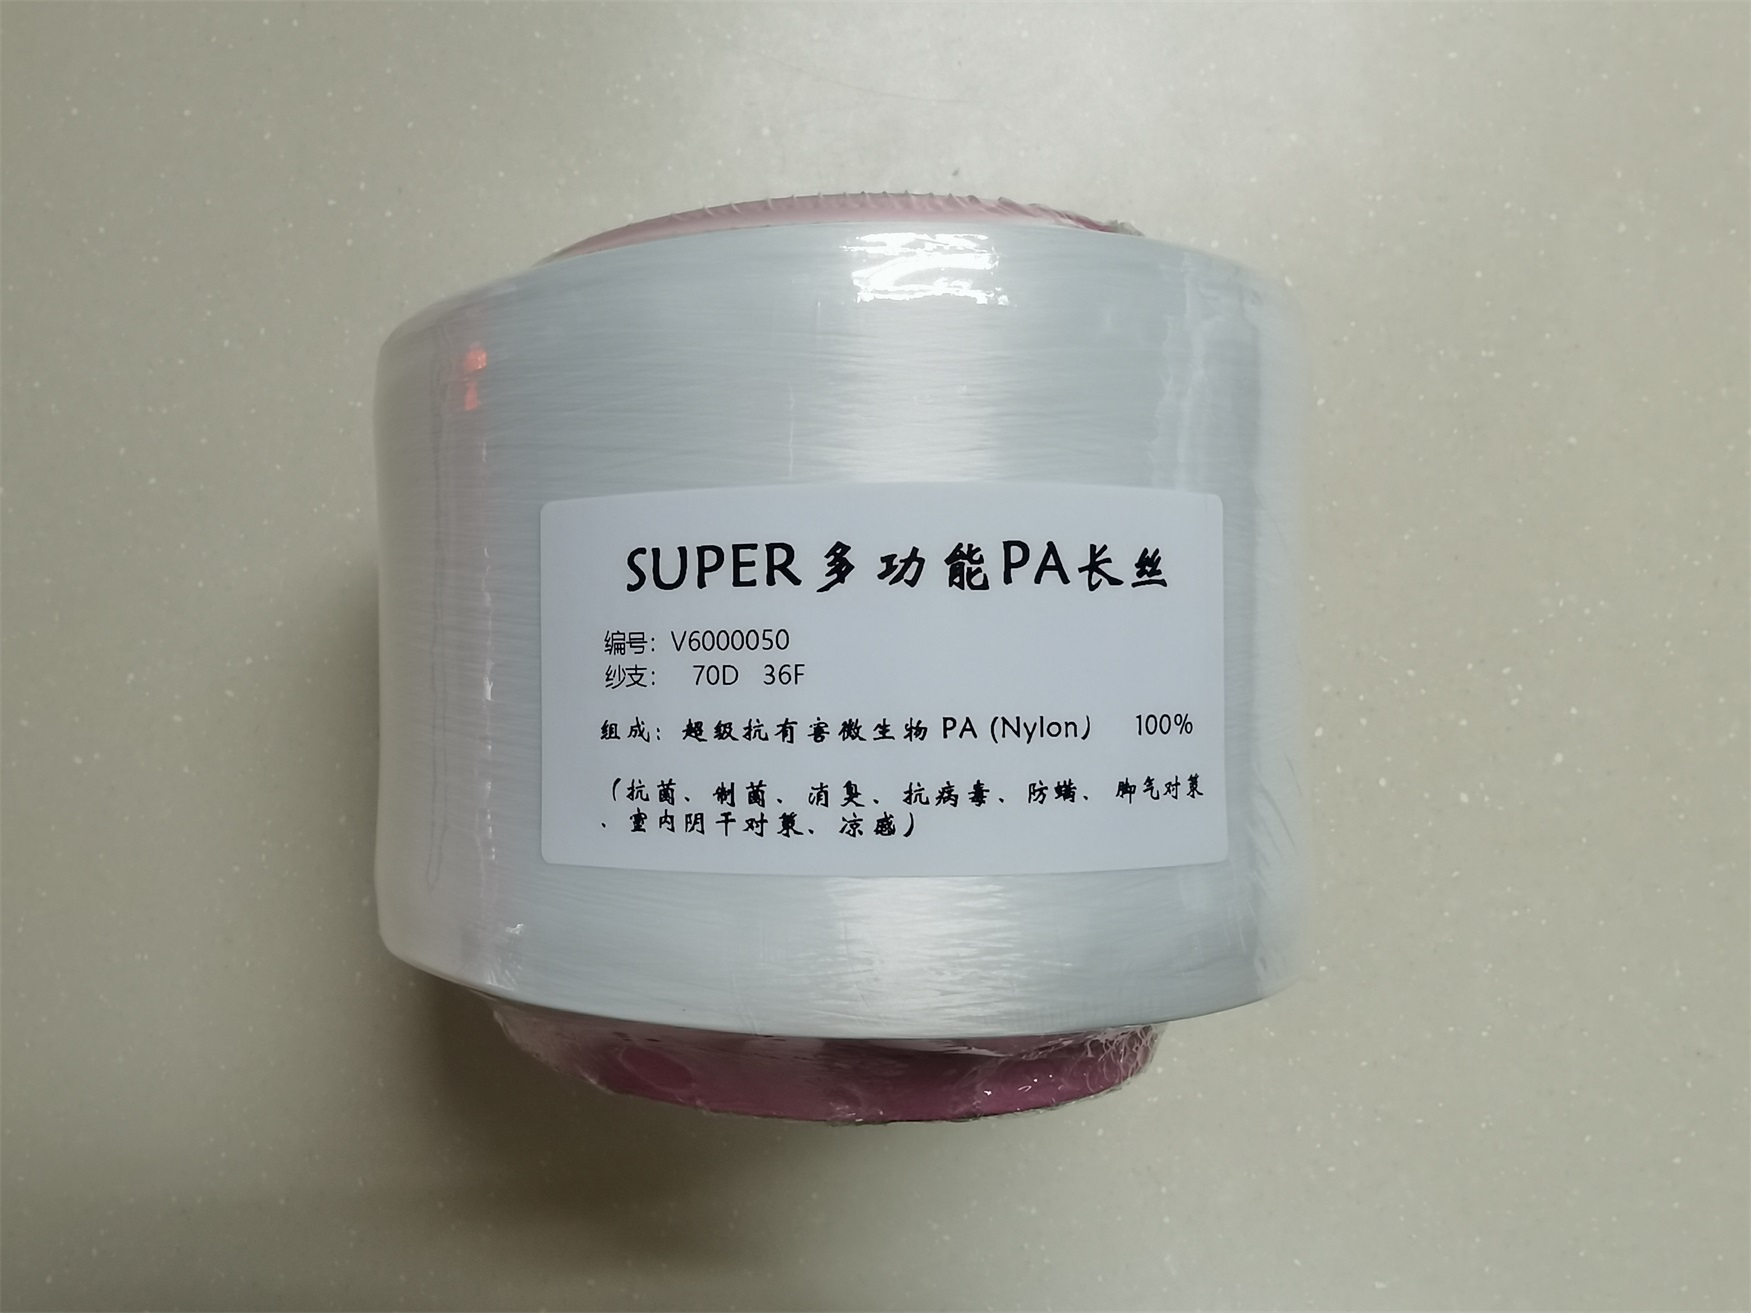 SUPER多功能PA长丝
编号：V6000050
纱支： 70D 36F
组成：超级抗有害微生物 PA (Nylon） 100%
（抗菌、制菌、消臭、抗病毒、防螨、脚气对策
、室内阴干对策、凉感）